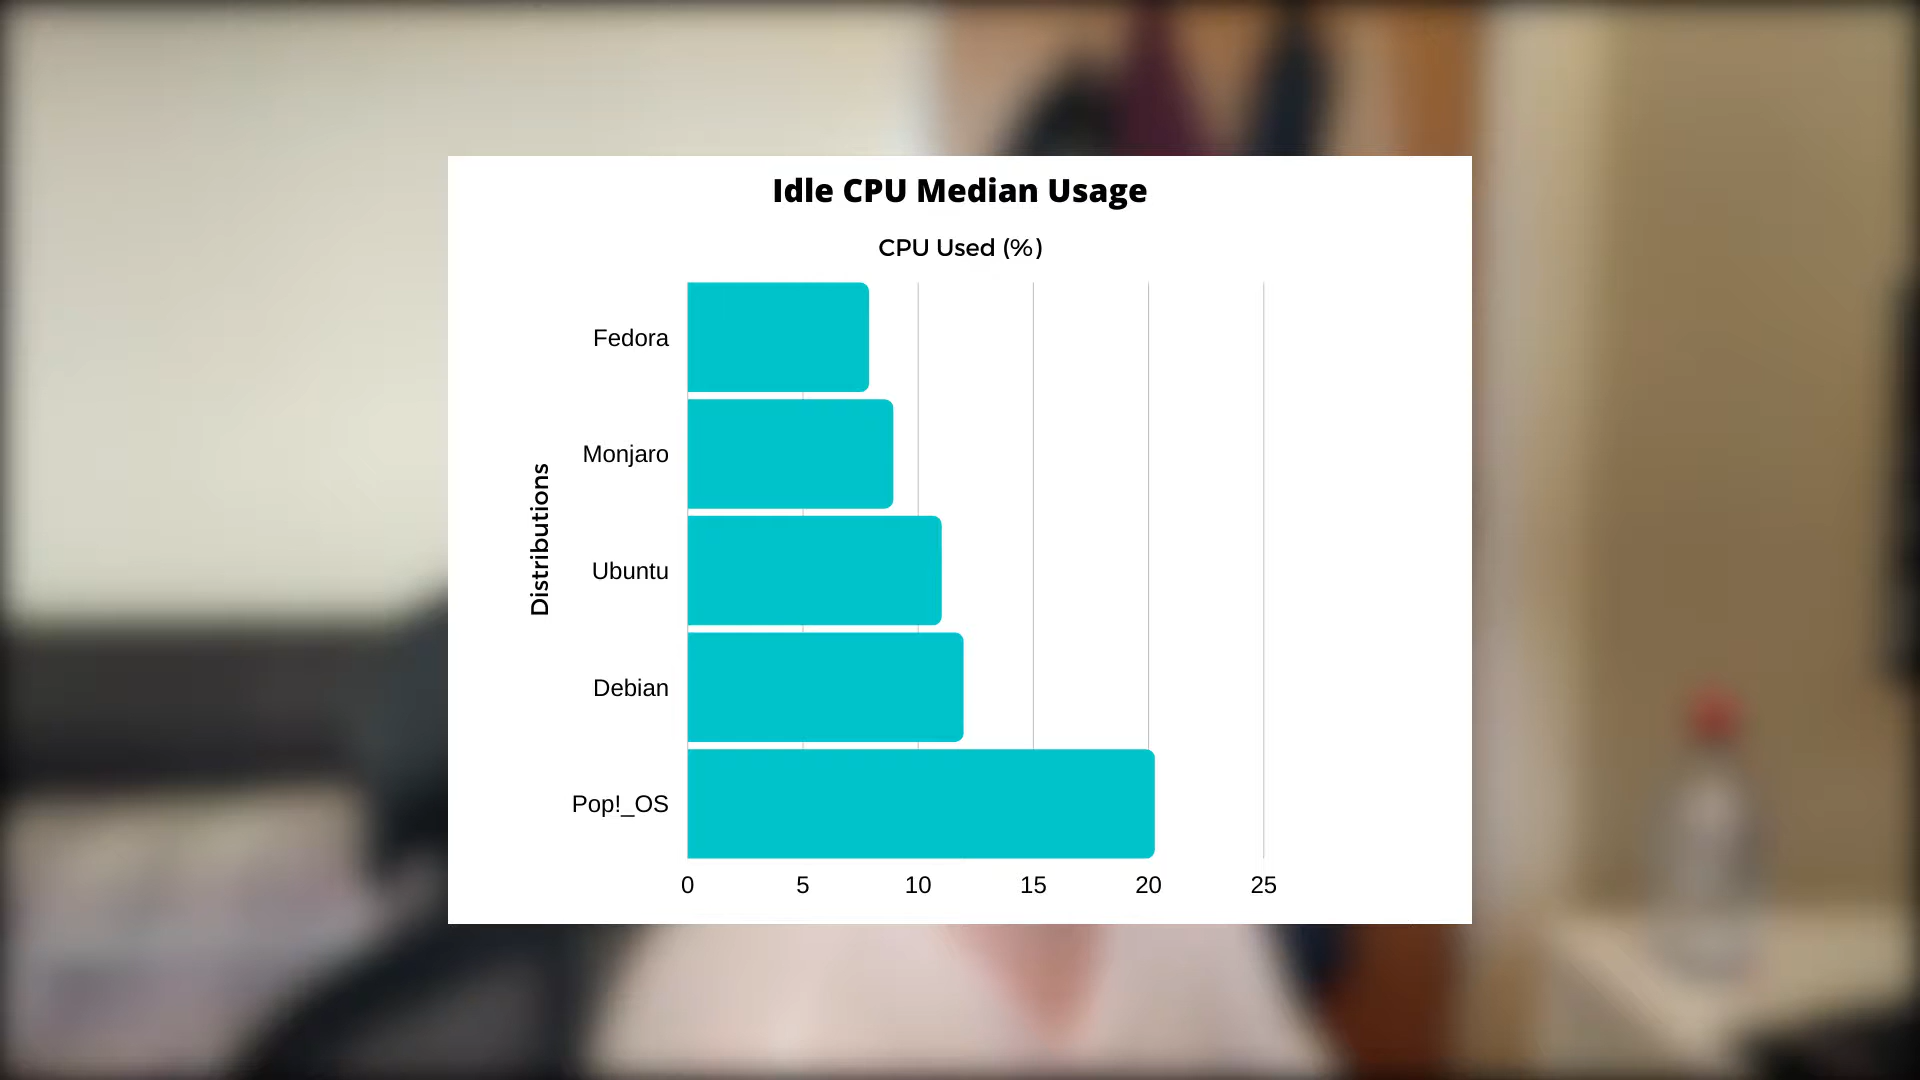 Idle CPU Median Usage
CPU Used (%)
Distributions
Fedora
Monjaro
Ubuntu
Debian
Pop!_OS
0 5 10 15 20 25